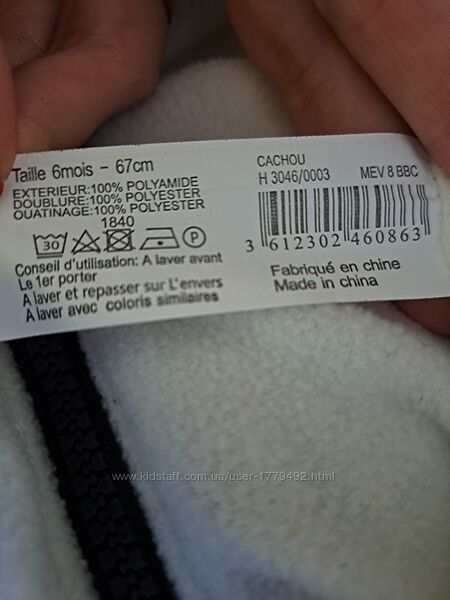 Taille 6mois - 67cm
EXTERIEUR:100% POLYAMIDE
DOUBLURE:100% POLYESTER
OUATINAGE:100% POLYESTER
1840
30
P
Conseil d'utilisation: A laver avant
Le 1er porter
A laver et repasser sur L'envers
A laver avec coloris similaires
CACHOU
H 3046/0003 MEV 8 BBC
3 612302 460863
Fabriqué en chine
Made in china
www.kidstaff.com.ua/user-1779492.html